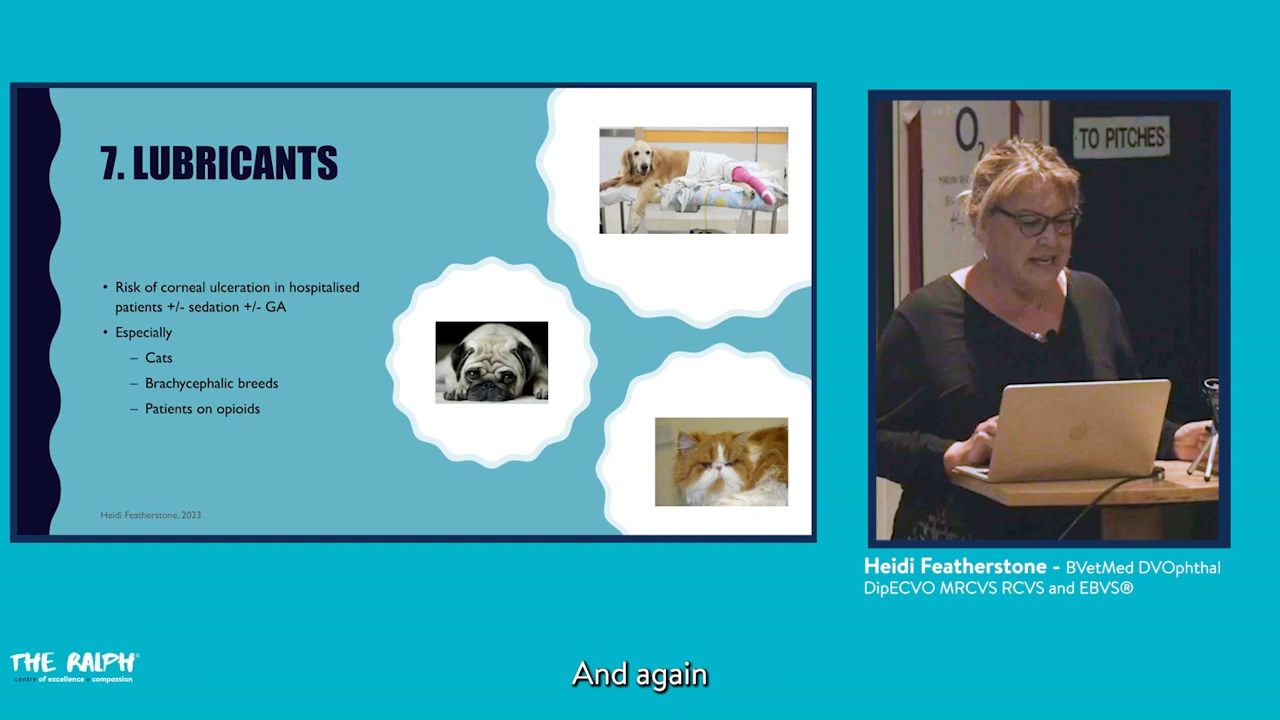 7. LUBRICANTS
• Risk of corneal ulceration in hospitalised
patients +/- sedation +/- GA
• Especially
– Cats
– Brachycephalic breeds
– Patients on opioids
Heidi Featherstone, 2023
O2
TO PITCHES
Heidi Featherstone - BVetMed DVOphthal
DipECVO MRCVS RCVS and EBVS®
THE RALPH®
centre of excellence + compassion
And again